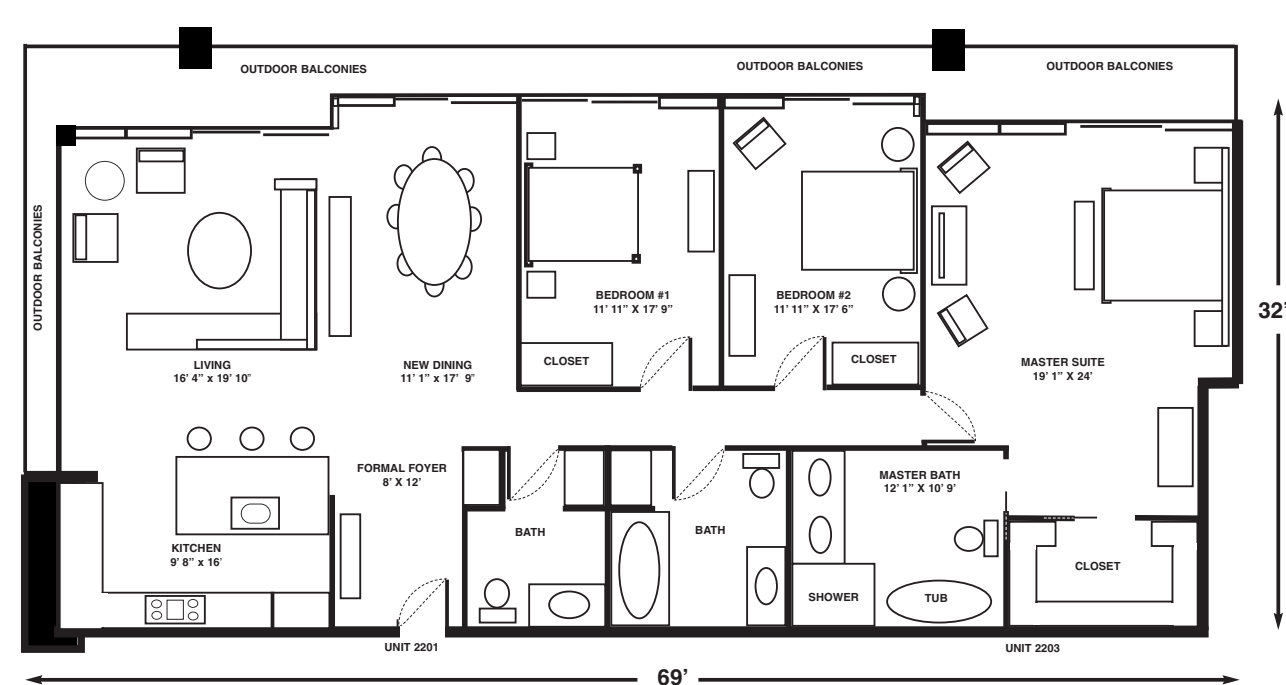 OUTDOOR BALCONIES
OUTDOOR BALCONIES
OUTDOOR BALCONIES
OUTDOOR BALCONIES
BEDROOM #1
11’ 11” X 17’ 9”
BEDROOM #2
11’ 11” X 17’ 6”
32’
LIVING
16’ 4” x 19’ 10”
NEW DINING
11’ 1” x 17’ 9”
CLOSET
CLOSET
MASTER SUITE
19’ 1” X 24’
FORMAL FOYER
8’ X 12’
MASTER BATH
12’ 1” X 10’ 9’
KITCHEN
9’ 8” x 16’
BATH
BATH
CLOSET
SHOWER
TUB
UNIT 2201
UNIT 2203
69’